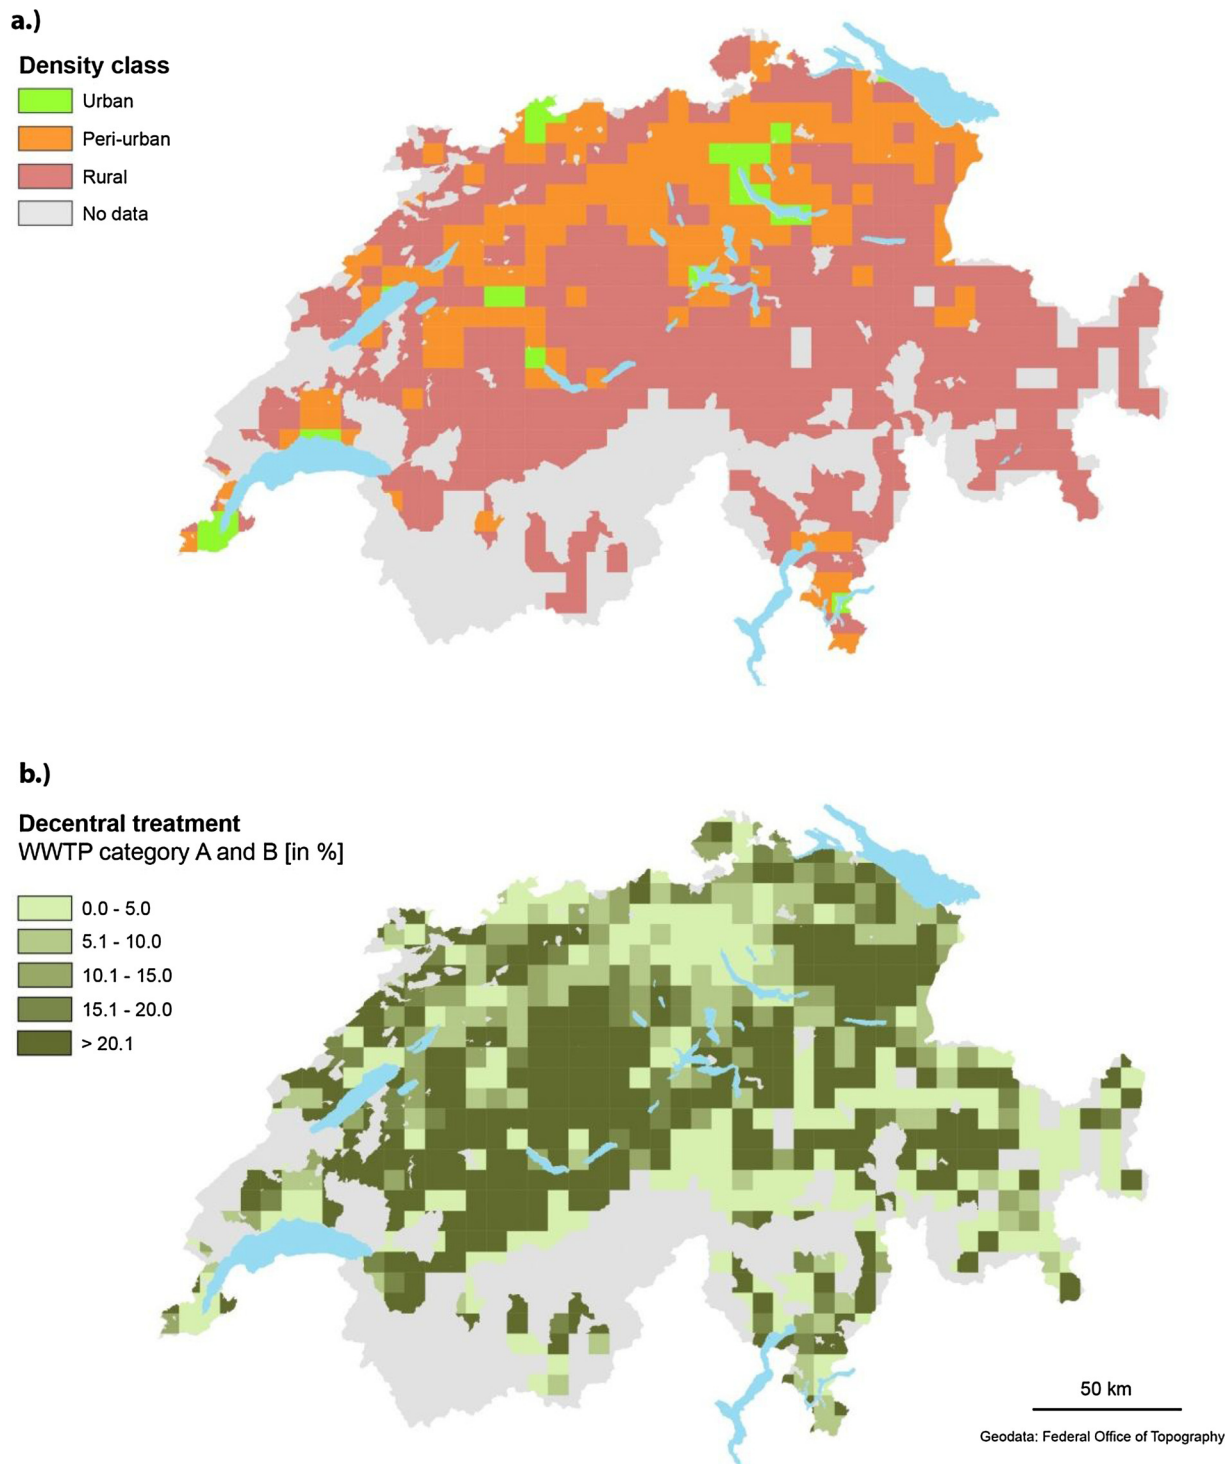 a.)
Density class
Urban
Peri-urban
Rural
No data
b.)
Decentral treatment
WWTP category A and B [in %]
0.0 - 5.0
5.1 - 10.0
10.1 - 15.0
15.1 - 20.0
> 20.1
50 km
Geodata: Federal Office of Topography